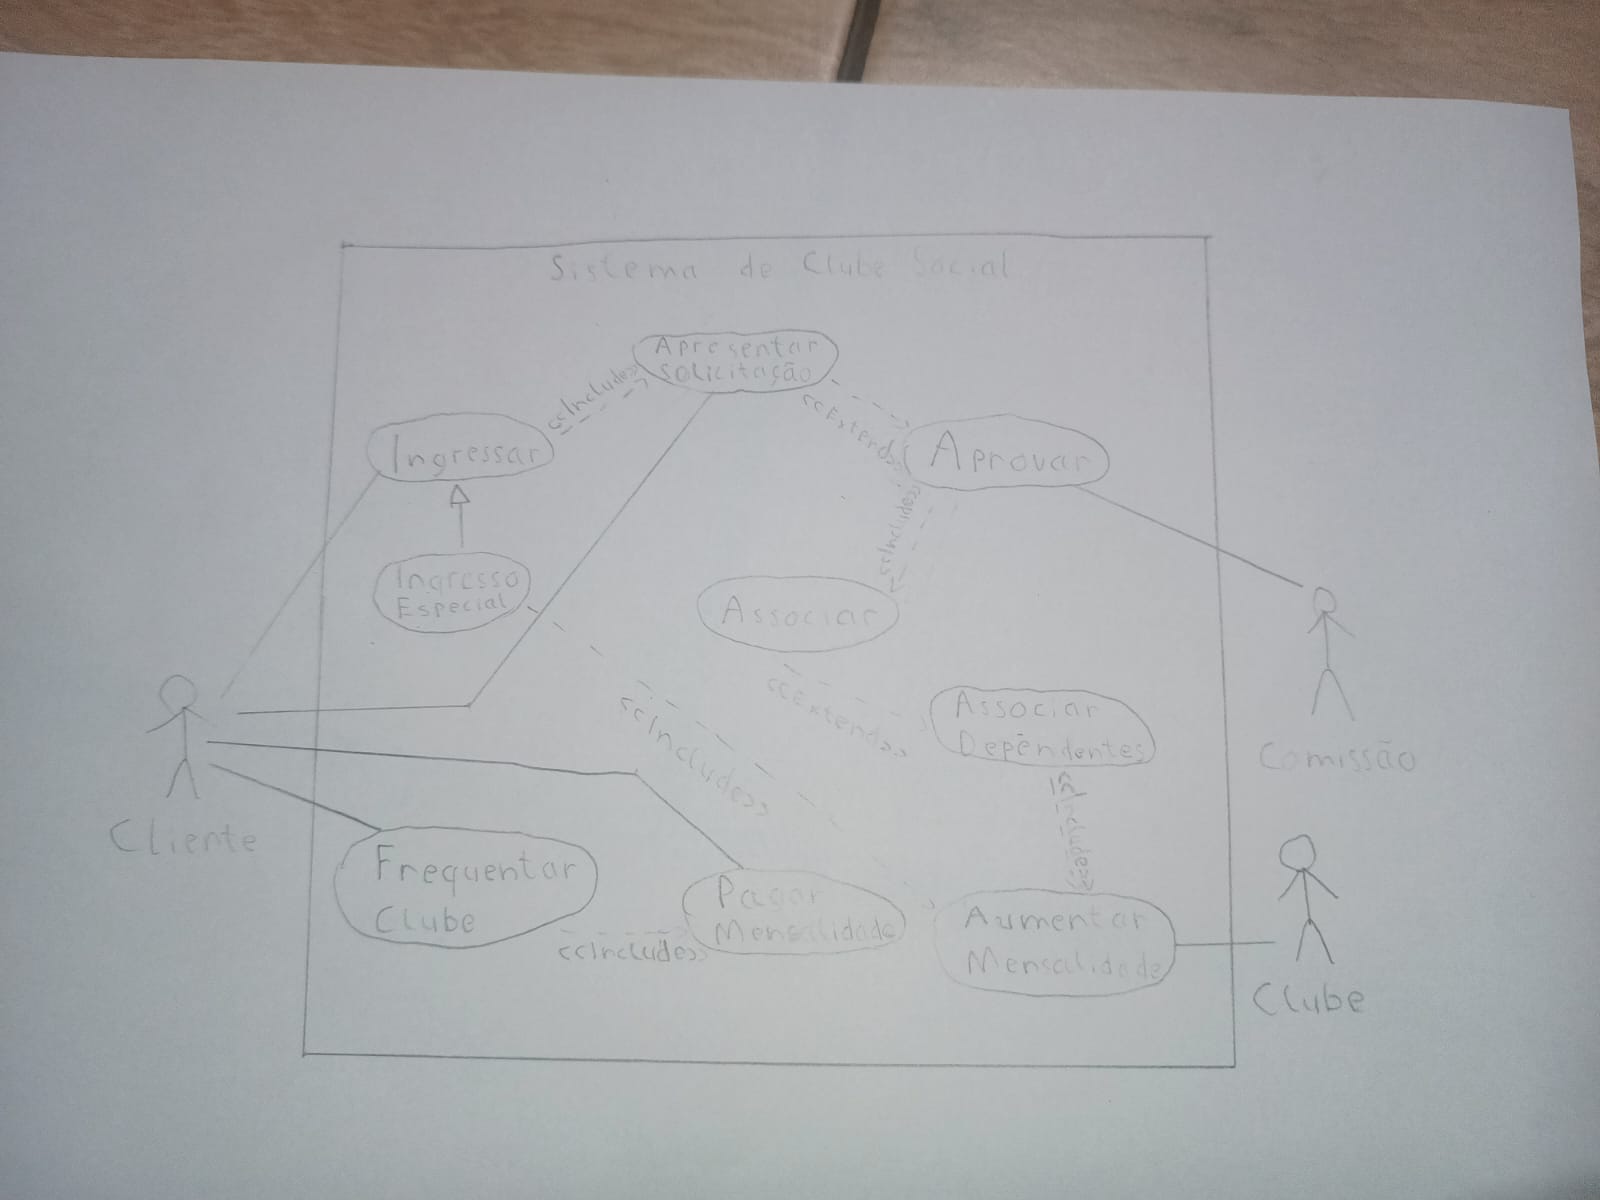 Sistema de Clube Social
Apresentar
Solicitação
<<Include>>
<<Extend>>
Ingressar
Aprovar
<<Include>>
Ingresso
Especial
Associar
<<Include>>
<<Extend>>
Associar
Dependentes
Comissão
<<Include>>
Cliente
Frequentar
Clube
<<Include>>
Pagar
Mensalidade
Aumentar
Mensalidade
Clube